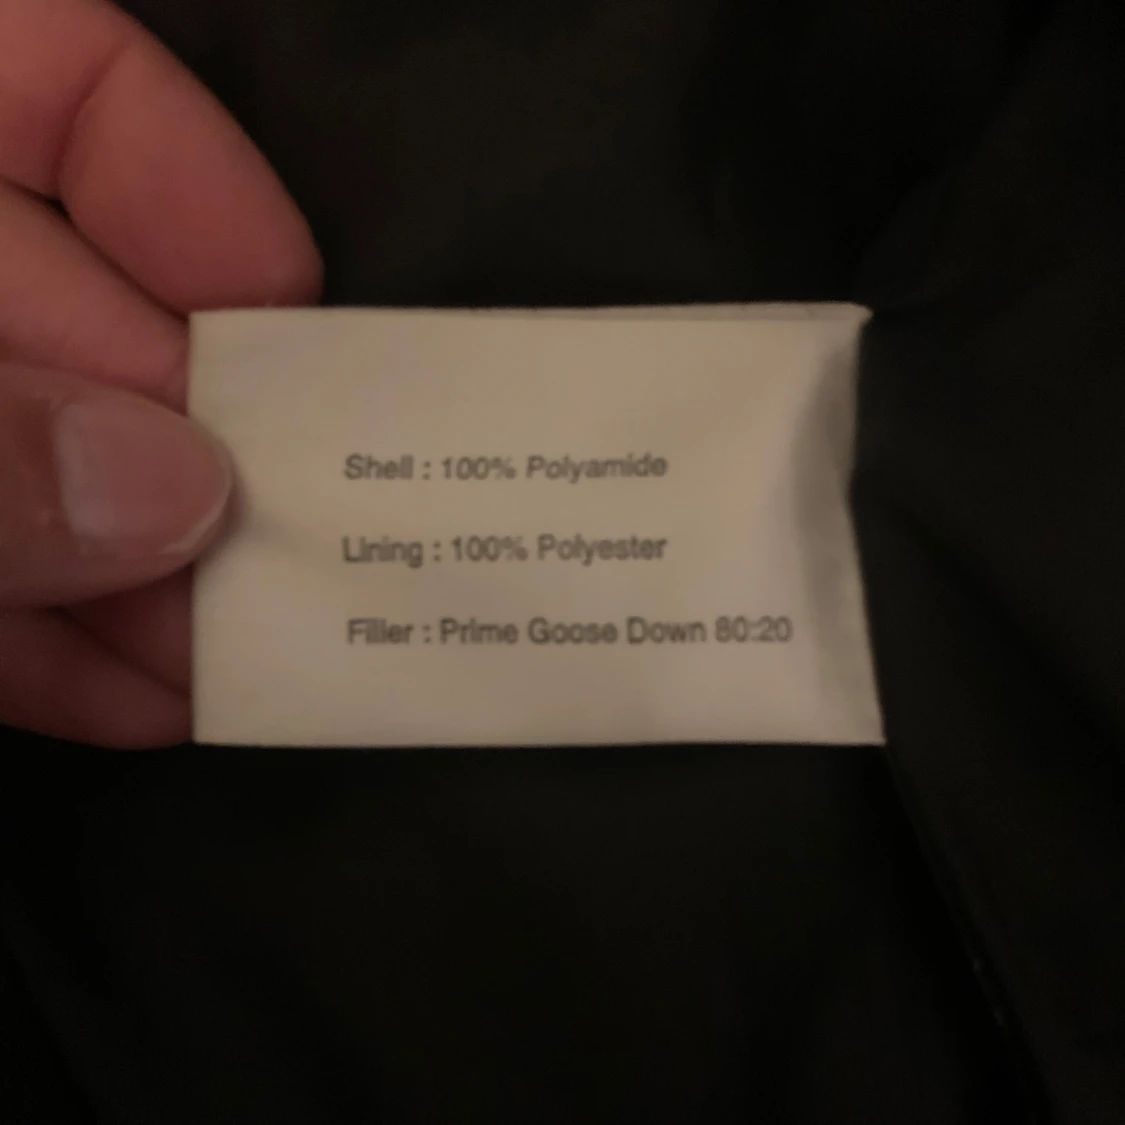 Shell : 100% Polyamide
Lining : 100% Polyester
Filler : Prime Goose Down 80:20